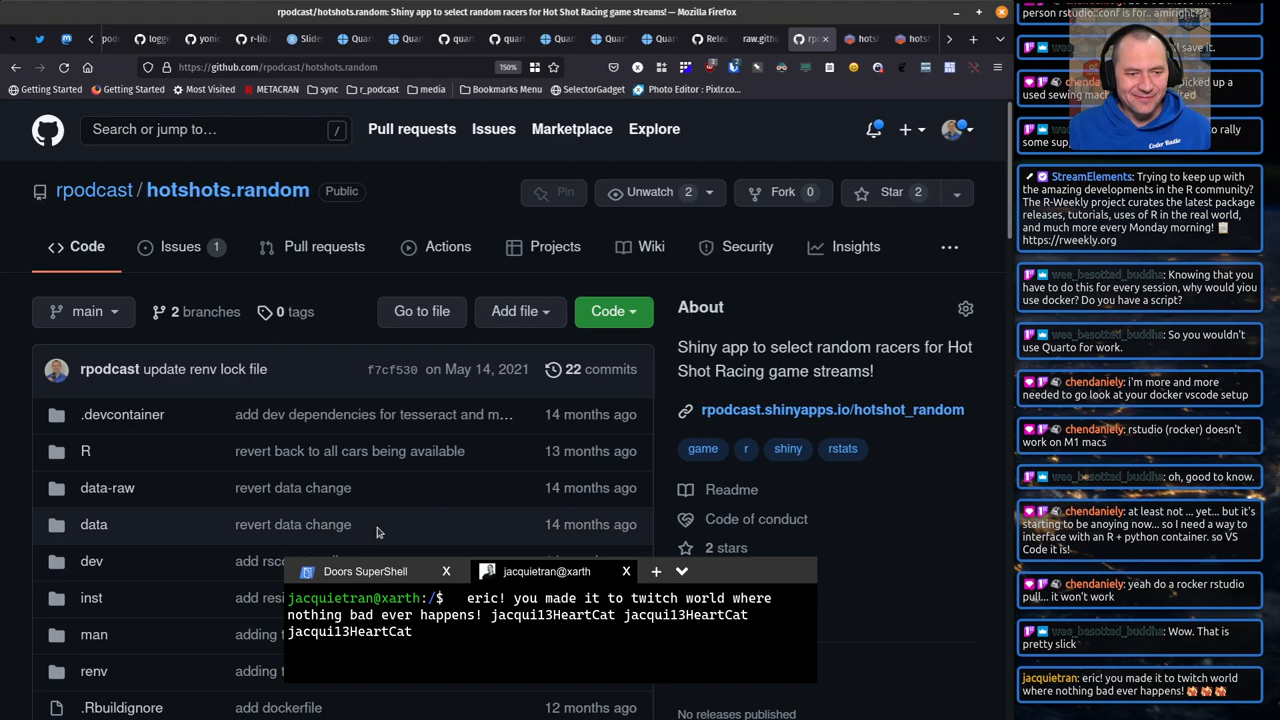 rpodcast/hotshots.random: Shiny app to select random racers for Hot Shot Racing game streams! — Mozilla Firefox
https://github.com/rpodcast/hotshots
Getting Started
Getting Started
Most Visited
METACRAN
SelectorGadget
Photo Editor : Pixlr.co...
Search or jump to...
/
Pull requests
Issues
Marketplace
Explore
rpodcast / hotshots.random
Public
Pin
Unwatch 2
Fork 0
Star 2
Code
Issues 1
Pull requests
Actions
Projects
Wiki
Security
Insights
main
2 branches
0 tags
Go to file
Add file
Code
rpodcast update renv lock file
on May 14, 2021
22 commits
.devcontainer
add dev dependencies for tesseract and m...
14 months ago
R
revert back to all cars being available
13 months ago
data-raw
revert data change
14 months ago
data
revert data change
14 months ago
dev
inst
man
renv
.Rbuildignore
add dockerfile
12 months ago
About
Shiny app to select random racers for Hot
Shot Racing game streams!
rpodcast.shinyapps.io/hotshot_random
game
r
shiny
rstats
Readme
Code of conduct
2 stars
No releases published
jacquietran@xarth
jacquietran@xarth:/$ eric! you made it to twitch world where
nothing bad ever happens! jacqui13HeartCat jacqui13HeartCat
jacqui13HeartCat
person rstudio::conf is for.. amiright???
used sewing
some sup
StreamElements: Trying to keep up with
the amazing developments in the R community?
The R-Weekly project curates the latest package
releases, tutorials, uses of R in the real world,
and much more every Monday morning!
https://rweekly.org
wee_besotted_buddha: Knowing that you
have to do this for every session, why would yiou
use docker? Do you have a script?
wee_besotted_buddha: So you wouldn't
use Quarto for work.
chendaniely: i'm more and more
needed to go look at your docker vscode setup
chendaniely: rstudio (rocker) doesn't
work on M1 macs
wee_besotted_buddha: oh, good to know.
chendaniely: at least not ... yet... but it's
starting to be anoying now... so I need a way to
interface with an R + python container. so VS
Code it is!
chendaniely: yeah do a rocker rstudio
pull... it won't work
wee_besotted_buddha: Wow. That is
pretty slick
jacquietran: eric! you made it to twitch world
where nothing bad ever happens!
Coder Radio